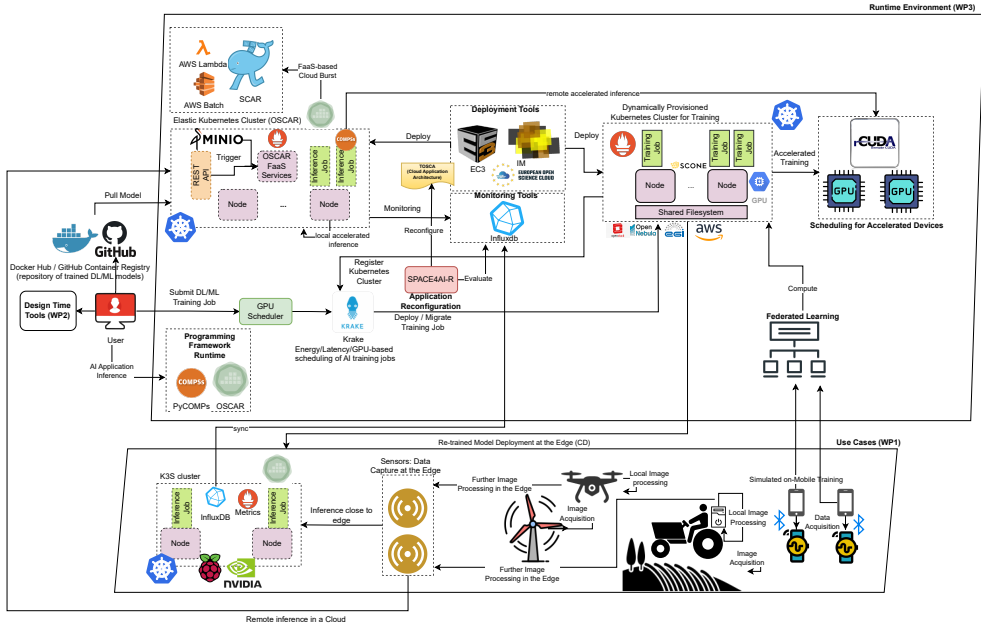 Runtime Environment (WP3)
AWS Lambda
AWS Batch
SCAR
FaaS-based
Cloud Burst
remote accelerated inference
Elastic Kubernetes Cluster (OSCAR)
MINIO
Trigger
REST
API
OSCAR
FaaS
Services
COMPSs
Inference
Job
Inference
Job
Node
...
Node
local accelerated
inference
Deploy
Deployment Tools
EC3
IM
EUROPEAN OPEN
SCIENCE CLOUD
TOSCA
(Cloud Application
Architecture)
Monitoring Tools
Influxdb
Monitoring
Reconfigure
Evaluate
SPACE4AI-R
Application
Reconfiguration
Deploy
Dynamically Provisioned
Kubernetes Cluster for Training
Training
Job
Training
Job
Training
Job
SCONE
Node
...
Node
GPU
Shared Filesystem
Open
Nebula
aws
Accelerated
Training
rCUDA
GPU
GPU
Scheduling for Accelerated Devices
Pull Model
GitHub
Docker Hub / GitHub Container Registry
(repository of trained DL/ML models)
Design Time
Tools (WP2)
User
AI Application
Inference
Submit DL/ML
Training Job
GPU
Scheduler
Register
Kubernetes
Cluster
KRAKE
Krake
Energy/Latency/GPU-based
scheduling of AI training jobs
Deploy / Migrate
Training Job
Programming
Framework
Runtime
COMPSs
PyCOMPs
OSCAR
Compute
Federated Learning
sync
Re-trained Model Deployment at the Edge (CD)
Use Cases (WP1)
K3S cluster
Inference
Job
InfluxDB
Metrics
Inference
Job
Node
Node
NVIDIA
Inference close to
edge
Sensors: Data
Capture at the Edge
Further Image
Processing in the Edge
Image
Acquisition
Further Image
Processing in the Edge
Local Image
processing
Local Image
Processing
Image
Acquisition
Simulated on-Mobile Training
Data
Acquisition
Remote inference in a Cloud